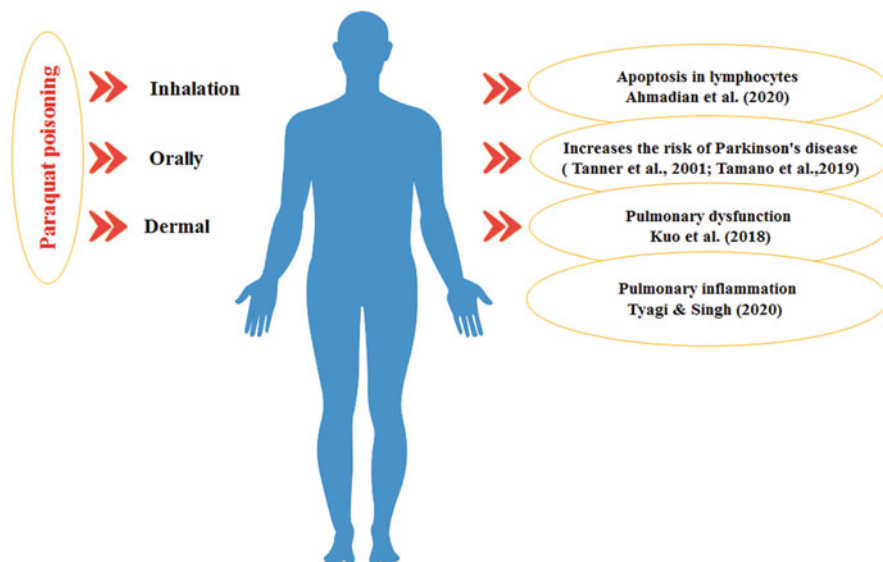 Paraquat poisoning
Inhalation
Orally
Dermal
Apoptosis in lymphocytes
Ahmadian et al. (2020)
Increases the risk of Parkinson's disease
( Tanner et al., 2001; Tamano et al.,2019)
Pulmonary dysfunction
Kuo et al. (2018)
Pulmonary inflammation
Tyagi & Singh (2020)